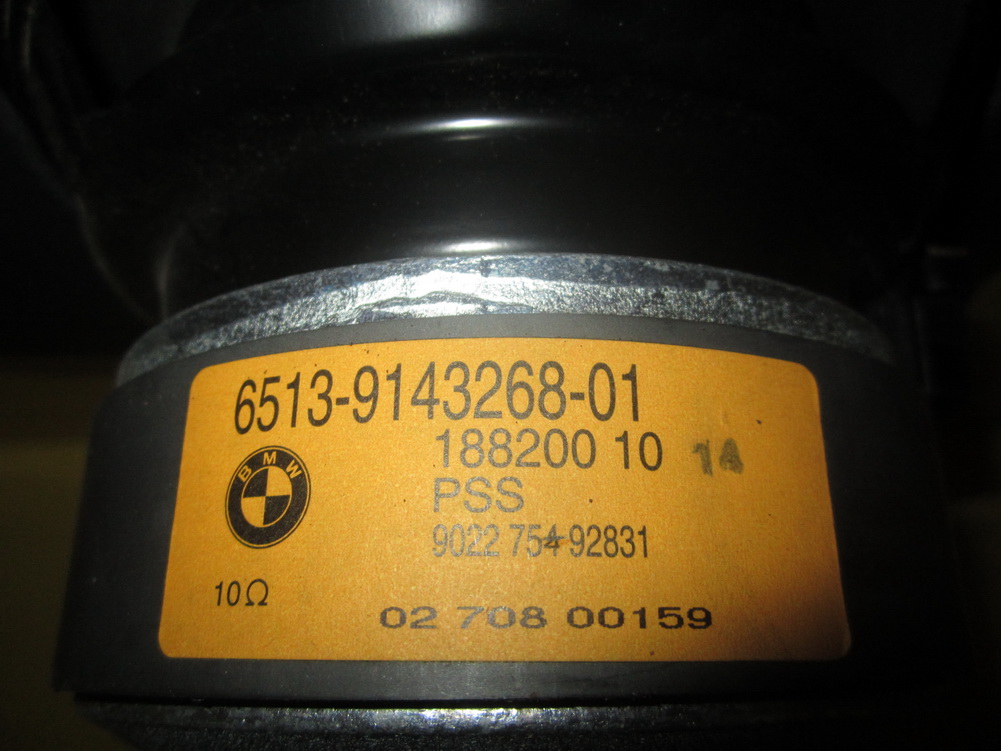 6513-9143268-01
188200 10 14
BMW
PSS
9022 754 92831
10Ω
02 708 00159